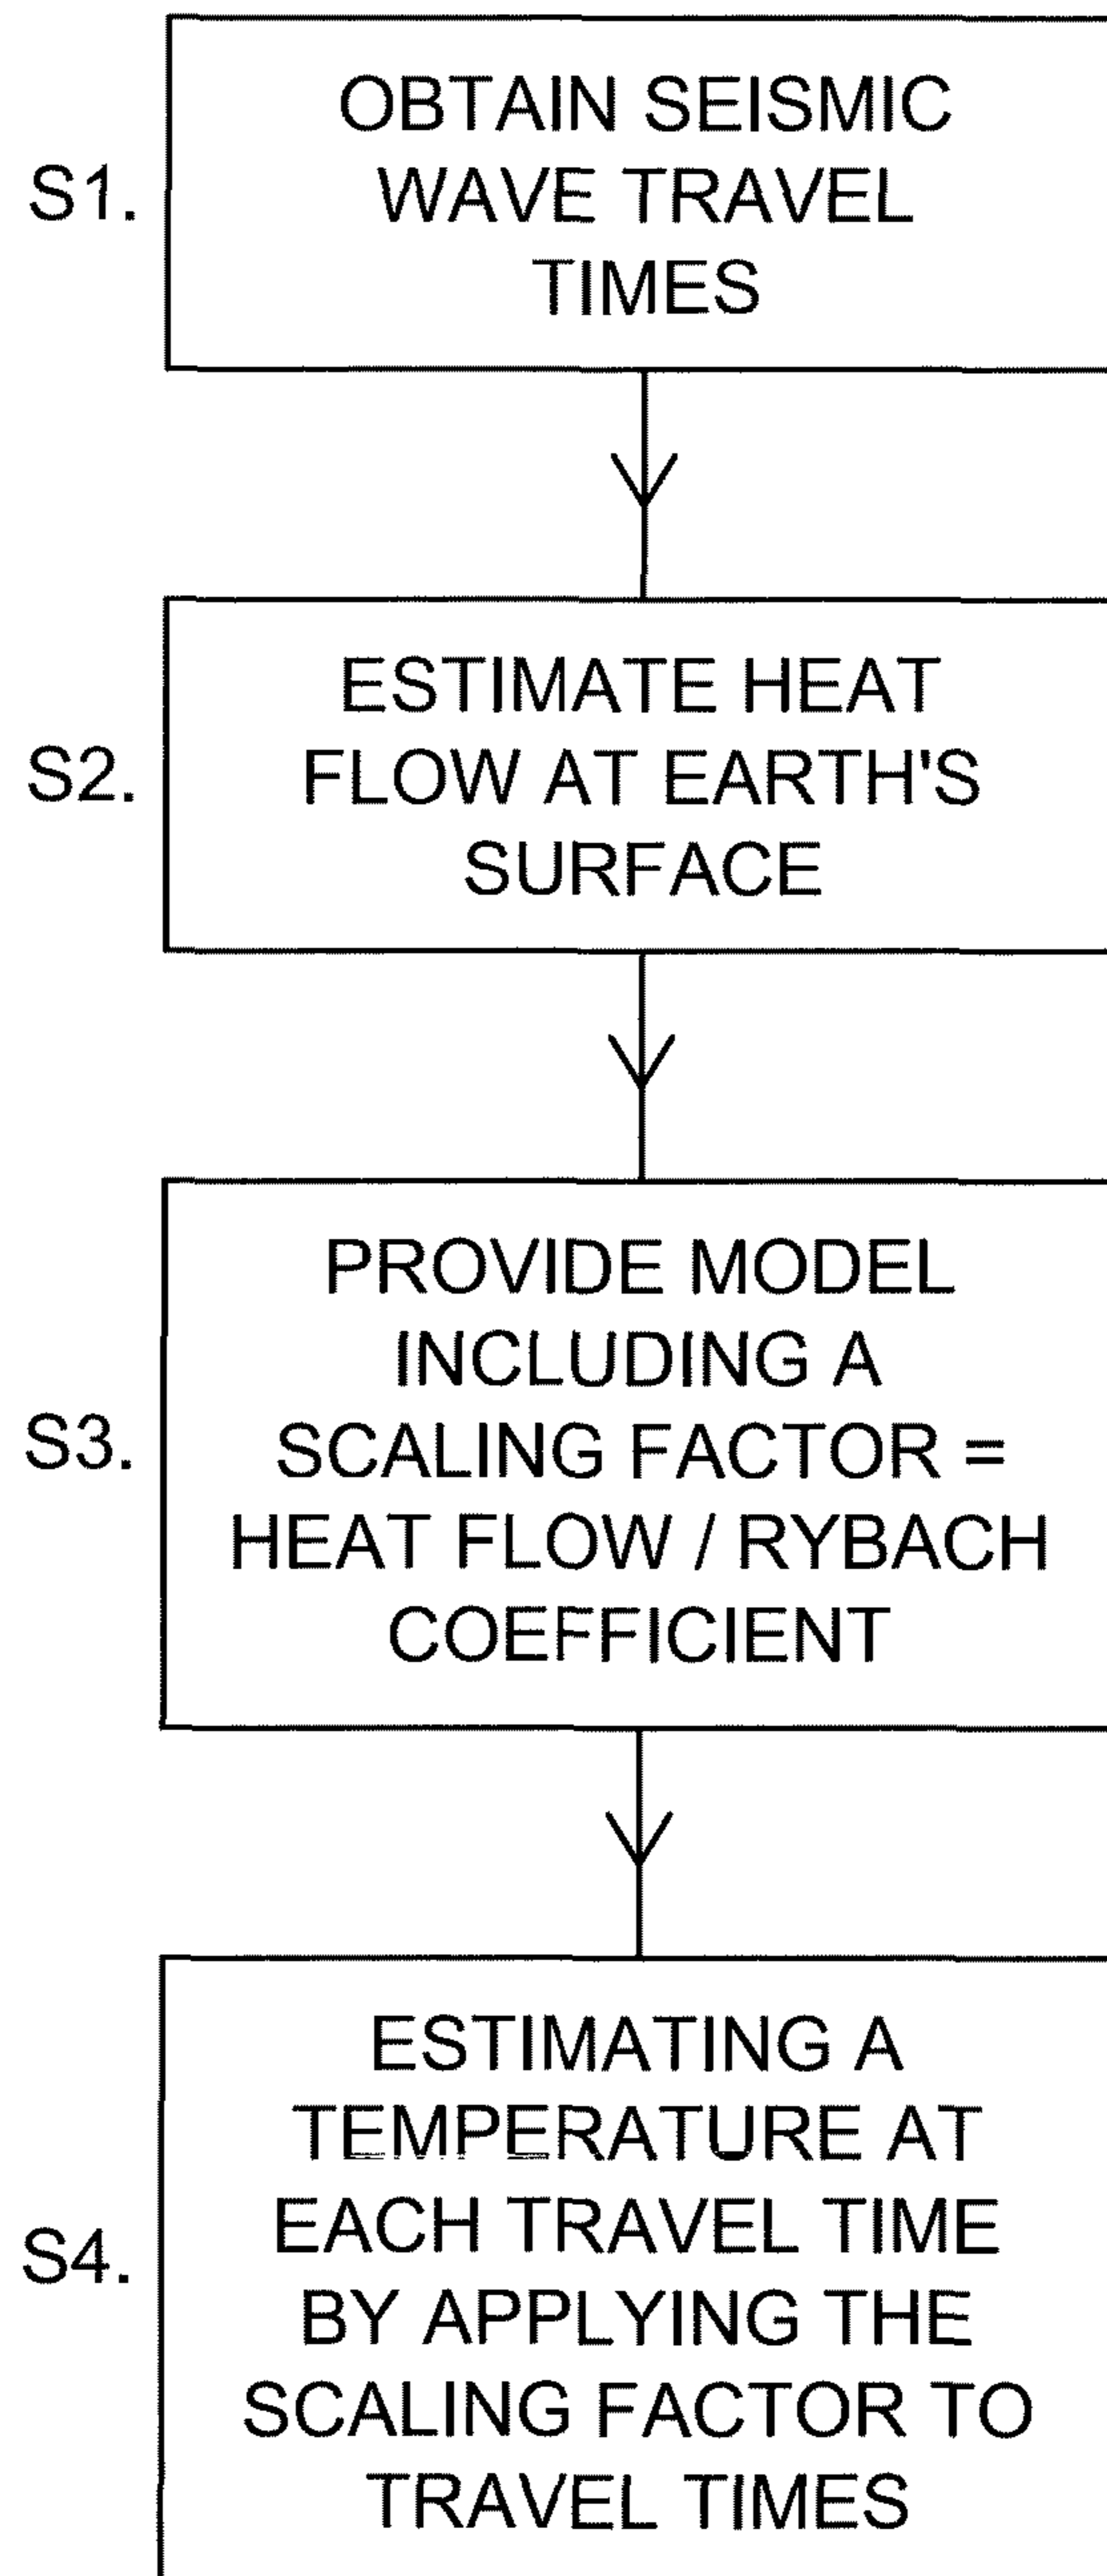 S1.
OBTAIN SEISMIC
WAVE TRAVEL
TIMES
S2.
ESTIMATE HEAT
FLOW AT EARTH'S
SURFACE
S3.
PROVIDE MODEL
INCLUDING A
SCALING FACTOR =
HEAT FLOW / RYBACH
COEFFICIENT
S4.
ESTIMATING A
TEMPERATURE AT
EACH TRAVEL TIME
BY APPLYING THE
SCALING FACTOR TO
TRAVEL TIMES